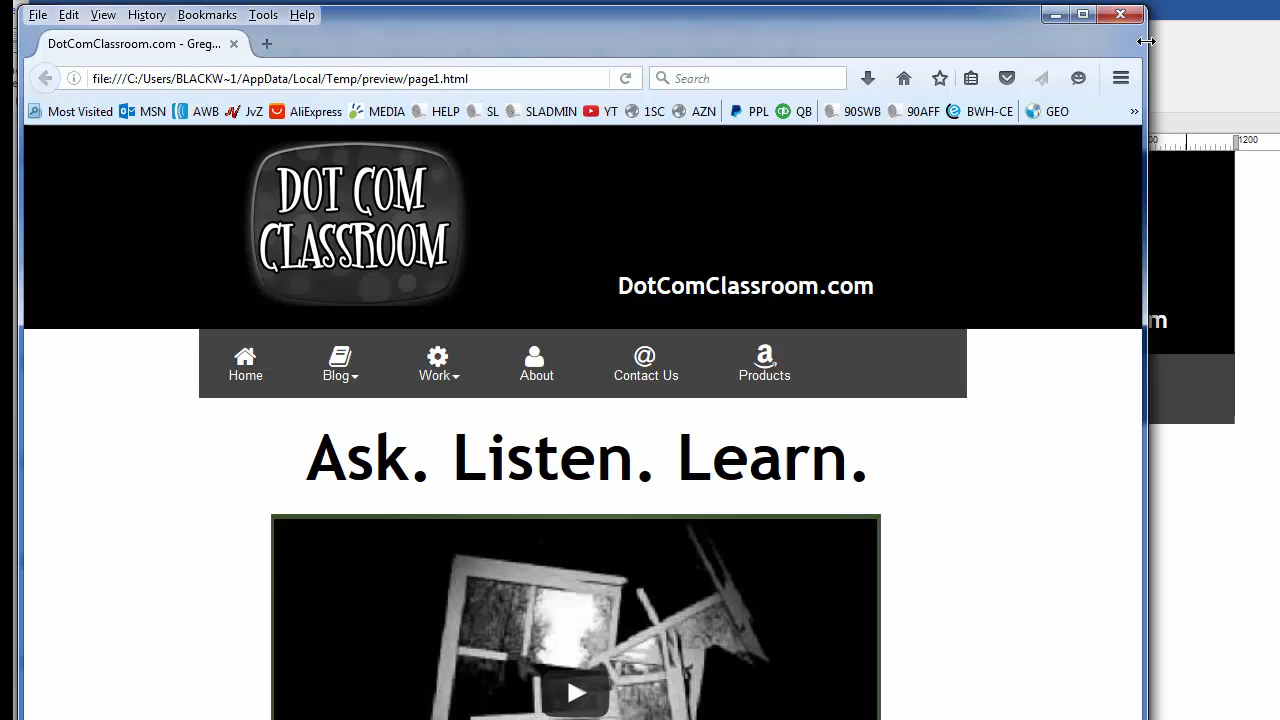 File Edit View History Bookmarks Tools Help
DotComClassroom.com - Greg...
file:///C:/Users/BLACKW~1/AppData/Local/Temp/preview/page1.html
Search
Most Visited MSN AWB JvZ AliExpress MEDIA HELP SL SLADMIN YT 1SC AZN PPL QB 90SWB 90AFF BWH-CE GEO »
1200
DOT COM
CLASSROOM
DotComClassroom.com
m
Home Blog Work About Contact Us Products
Ask. Listen. Learn.